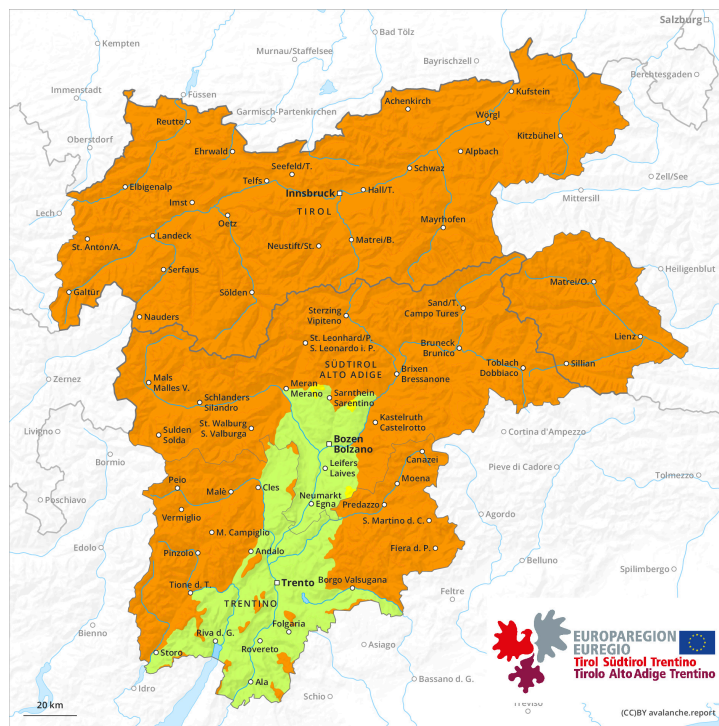 Salzburg
Bad Tölz
Kempten
Murnau/Staffelsee
Bayrischzell
Berchtesgaden
Immenstadt
Füssen
Garmisch-Partenkirchen
Achenkirch
Kufstein
Reutte
Wörgl
Oberstdorf
Kitzbühel
Ehrwald
Alpbach
Seefeld/T.
Schwaz
Zell/See
Telfs
Elbigenalp
Innsbruck
Hall/T.
Mittersill
Imst
TIROL
Lech
Oetz
Mayrhofen
Landeck
St. Anton/A.
Neustift/St.
Matrei/B.
Serfaus
Heiligenblut
Matrei/O.
Galtür
Sölden
Nauders
Sterzing
Vipiteno
Sand/T.
Campo Tures
Lienz
St. Leonhard/P.
S. Leonardo i. P.
Bruneck
Brunico
SÜDTIROL
ALTO ADIGE
Toblach
Dobbiaco
Sillian
Brixen
Bressanone
Zernez
Mals
Malles V.
Meran
Merano
Sarnthein
Sarentino
Schlanders
Silandro
Kastelruth
Castelrotto
St. Walburg
S. Valburga
Livigno
Sulden
Solda
Bozen
Bolzano
Cortina d'Ampezzo
Bormio
Canazei
Leifers
Laives
Pieve di Cadore
Tolmezzo
Peio
Moena
Malè
Cles
Neumarkt
Egna
Poschiavo
Predazzo
Vermiglio
Agordo
S. Martino d. C.
M. Campiglio
Edolo
Fiera d. P.
Pinzolo
Andalo
Belluno
Spilimbergo
Trento
Borgo Valsugana
Tione d. T.
Feltre
TRENTINO
Folgaria
Bienno
Riva d. G.
Rovereto
Asiago
Storo
Bassano d. G.
Ala
Idro
Schio
Treviso
EUROPAREGION
EUREGIO
Tirol Südtirol Trentino
Tirolo Alto Adige Trentino
20 km
(CC)BY avalanche.report